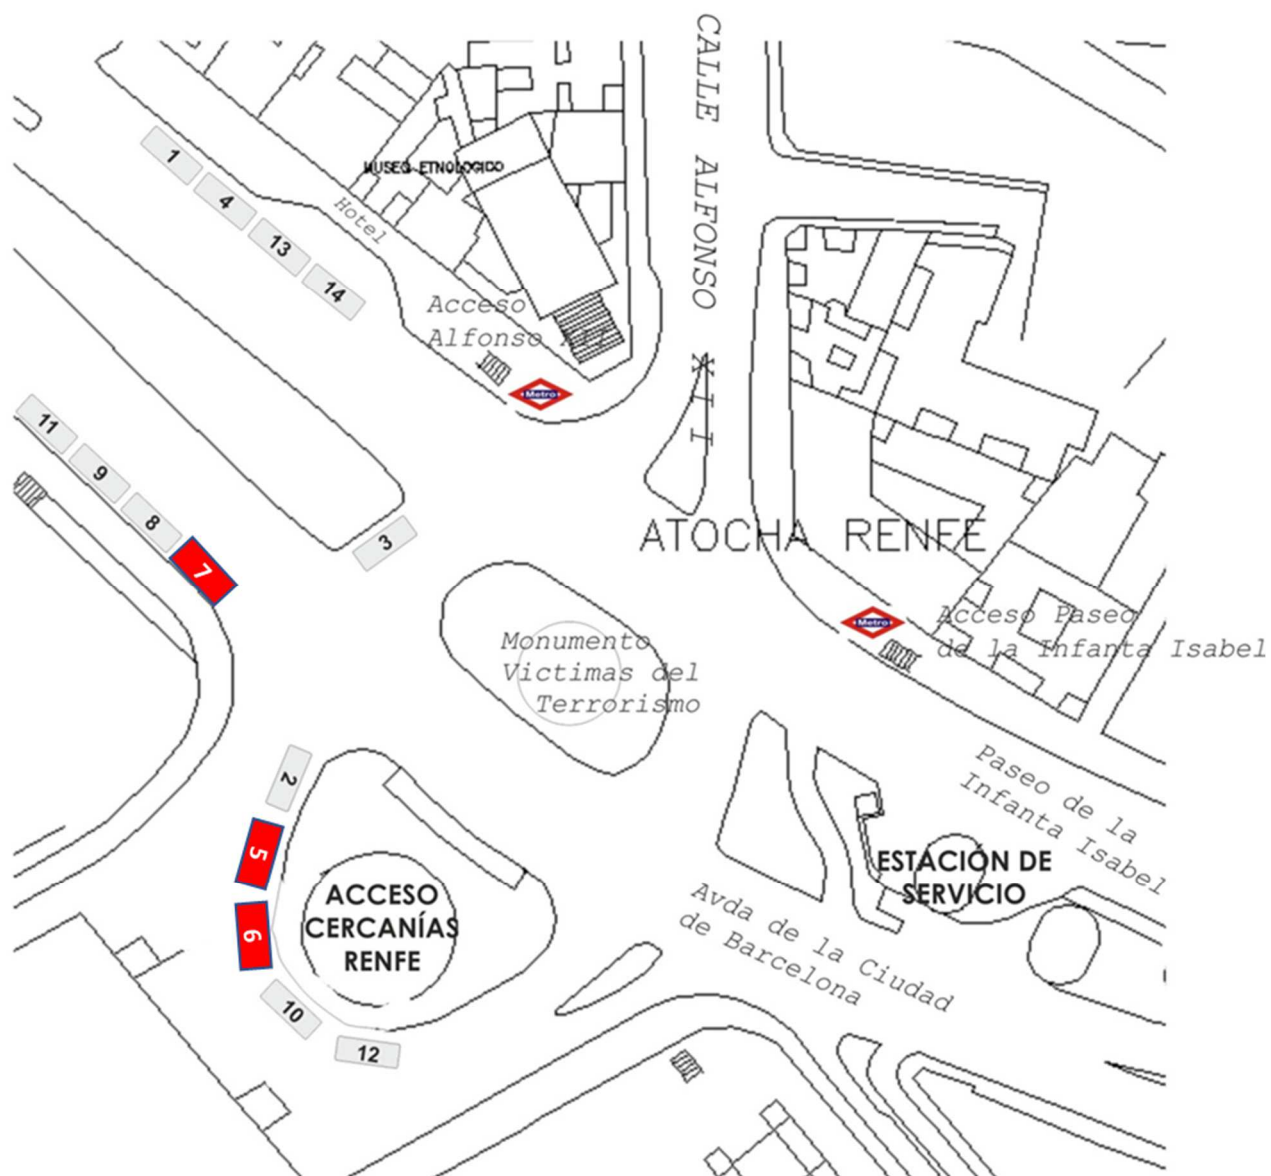 CALLE ALFONSO XII
1
4
13
14
MUSEO ETNOLOGICO
Hotel
Acceso
Alfonso XII
Metro
11
9
8
7
3
ATOCHA RENFE
Metro
Acceso Paseo
de la Infanta Isabel
Monumento
Victimas del
Terrorismo
2
5
6
10
12
ACCESO
CERCANÍAS
RENFE
Paseo de la
Infanta Isabel
ESTACIÓN DE
SERVICIO
Avda de la Ciudad
de Barcelona